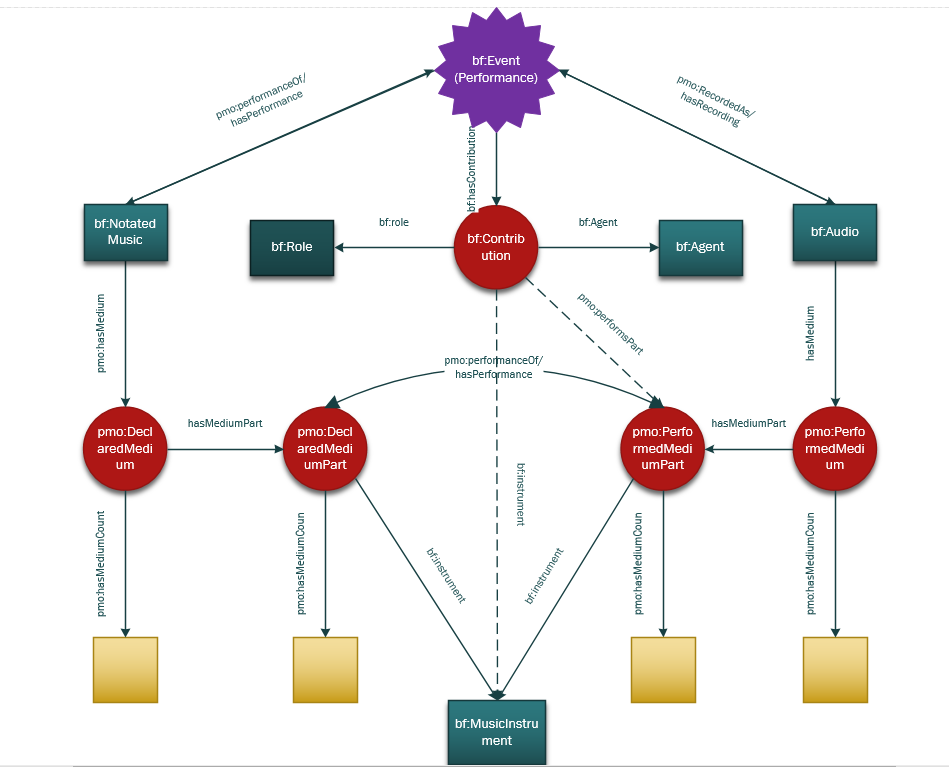 bf:Event
(Performance)
pmo:performanceOf/
hasPerformance
pmo:RecordedAs/
hasRecording
bf:hasContribution
bf:Notated
Music
bf:Role
bf:role
bf:Contrib
ution
bf:Agent
bf:Agent
bf:Audio
pmo:hasMedium
pmo:performsPart
hasMedium
pmo:performanceOf/
hasPerformance
pmo:Decl
aredMedi
um
hasMediumPart
pmo:Decl
aredMedi
umPart
pmo:Perfo
rmedMedi
umPart
hasMediumPart
pmo:Perfo
rmedMedi
um
pmo:hasMediumCount
pmo:hasMediumCoun
bf:instrument
bf:instrument
bf:instrument
pmo:hasMediumCoun
pmo:hasMediumCoun
bf:MusicInstru
ment